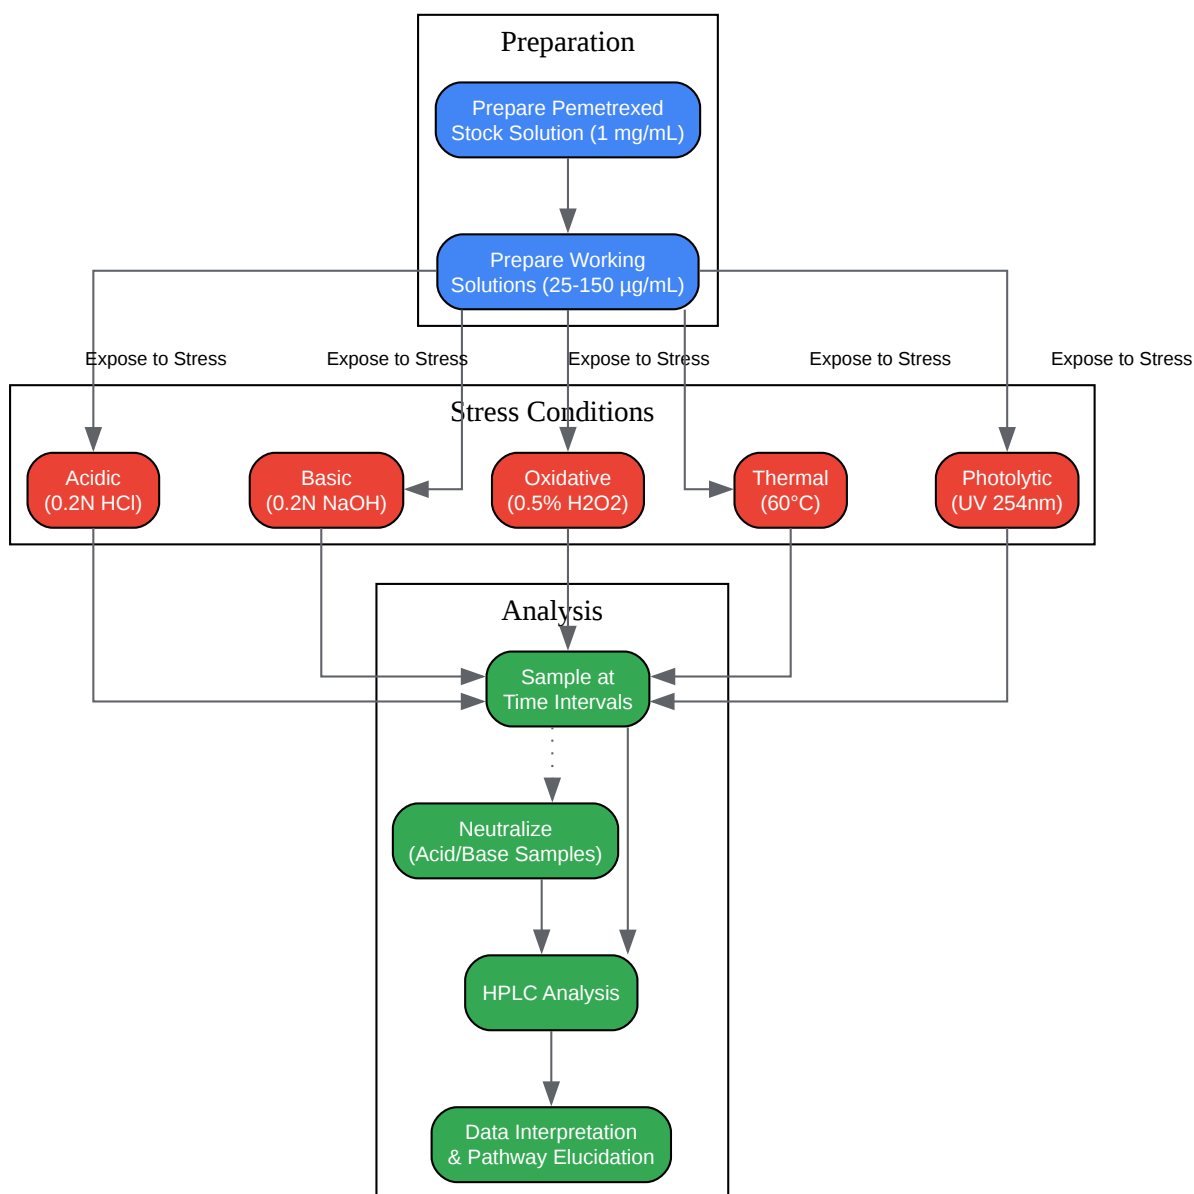 Preparation
Prepare Pemetrexed
Stock Solution (1 mg/mL)
Prepare Working
Solutions (25-150 µg/mL)
Expose to Stress
Expose to Stress
Expose to Stress
Expose to Stress
Expose to Stress
Stress Conditions
Acidic
(0.2N HCl)
Basic
(0.2N NaOH)
Oxidative
(0.5% H2O2)
Thermal
(60°C)
Photolytic
(UV 254nm)
Analysis
Sample at
Time Intervals
Neutralize
(Acid/Base Samples)
HPLC Analysis
Data Interpretation
& Pathway Elucidation